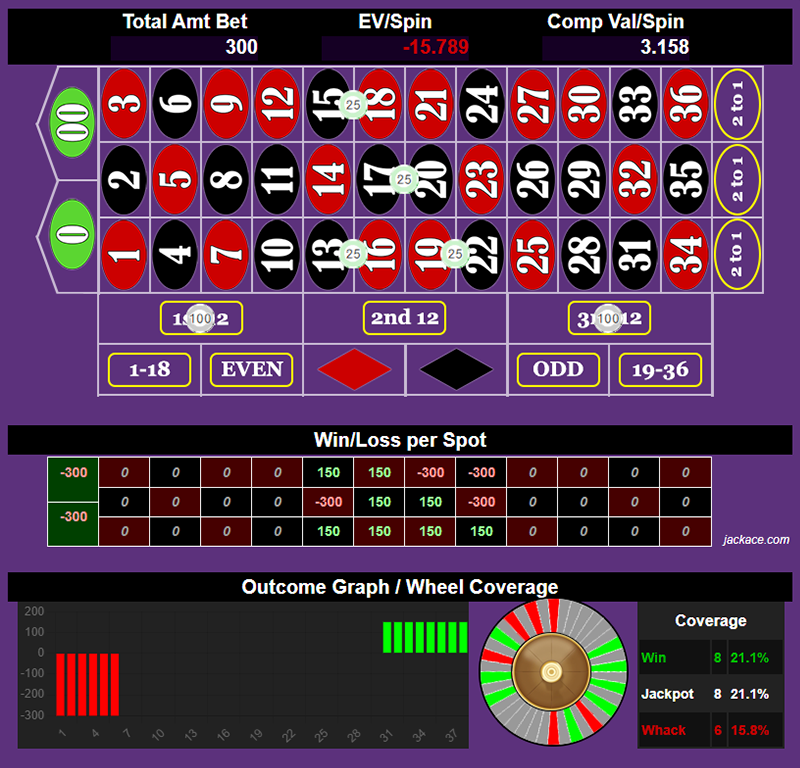 Total Amt Bet EV/Spin Comp Val/Spin
300 -15.789 3.158
00 3 6 9 12 15 25 18 21 24 27 30 33 36 2 to 1
2 5 8 11 14 17 25 20 23 26 29 32 35 2 to 1
0 1 4 7 10 13 25 16 19 25 22 25 28 31 34 2 to 1
100 2nd 12 100
1-18 EVEN ODD 19-36
Win/Loss per Spot
-300 0 0 0 0 150 150 -300 -300 0 0 0 0
0 0 0 0 -300 150 150 -300 0 0 0 0
-300 0 0 0 0 150 150 150 150 0 0 0 0
jackace.com
Outcome Graph / Wheel Coverage
200
100
0
-100
-200
-300
1 4 7 10 13 16 19 22 25 28 31 34 37
Coverage
Win 8 21.1%
Jackpot 8 21.1%
Whack 6 15.8%